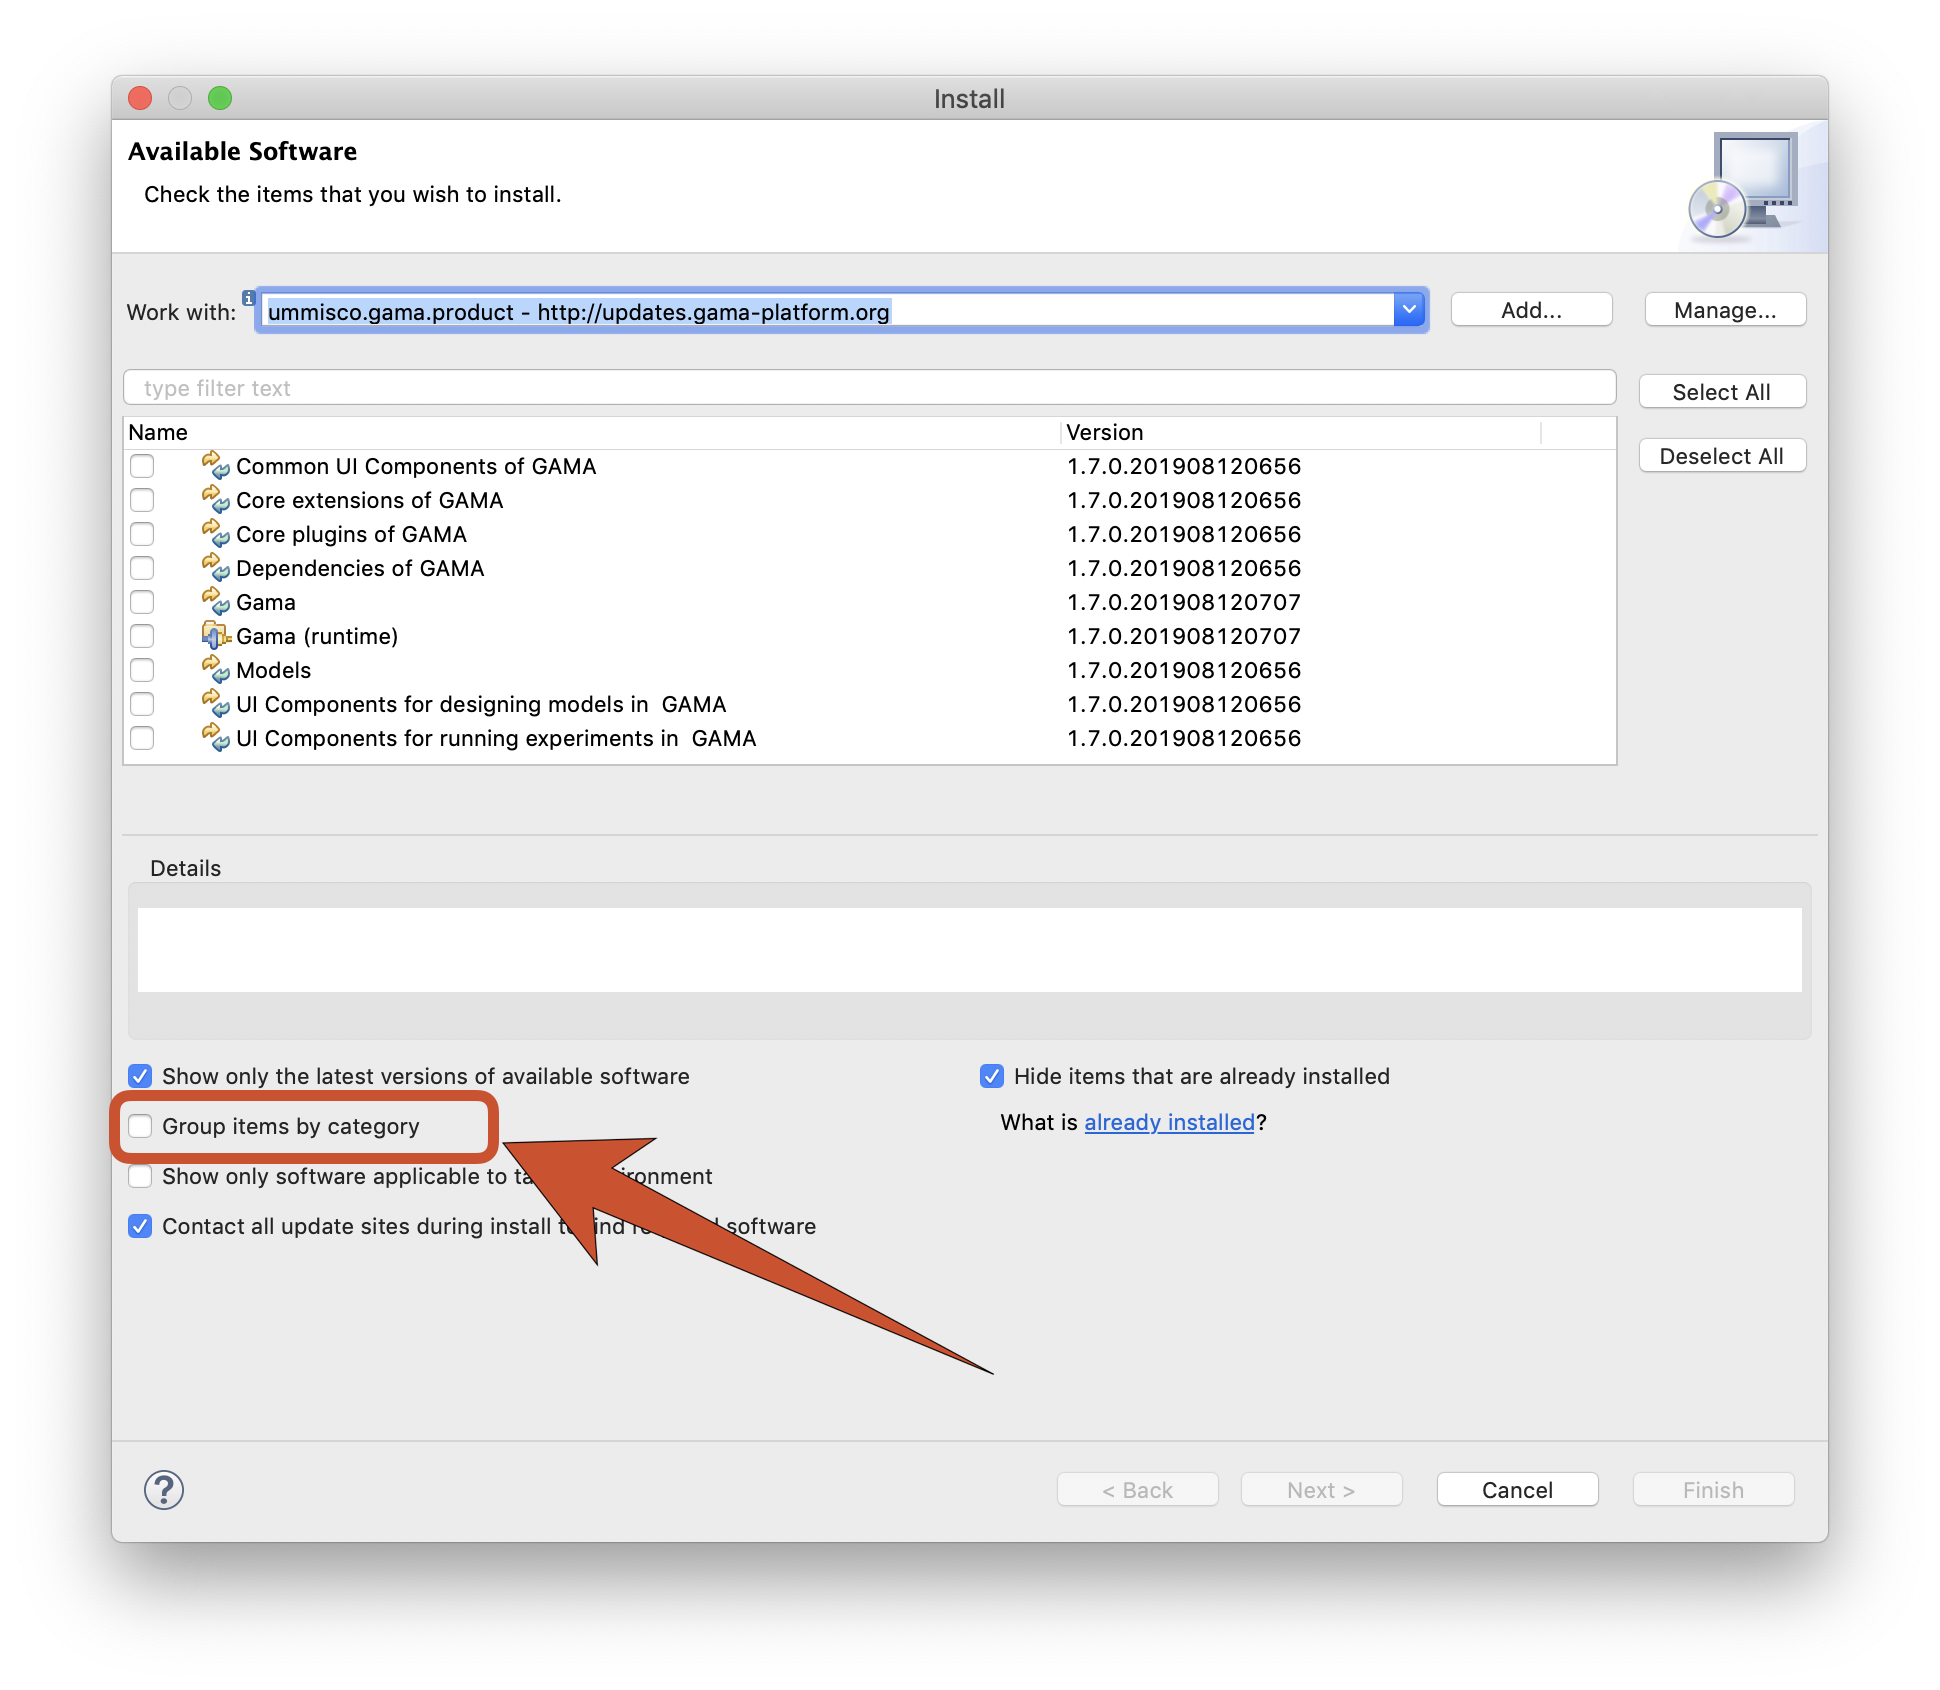 Install
Available Software
Check the items that you wish to install.
Work with: ummisco.gama.product - http://updates.gama-platform.org Add... Manage...
type filter text Select All
Name Version
Deselect All
Common UI Components of GAMA 1.7.0.201908120656
Core extensions of GAMA 1.7.0.201908120656
Core plugins of GAMA 1.7.0.201908120656
Dependencies of GAMA 1.7.0.201908120656
Gama 1.7.0.201908120707
Gama (runtime) 1.7.0.201908120707
Models 1.7.0.201908120656
UI Components for designing models in  GAMA 1.7.0.201908120656
UI Components for running experiments in  GAMA 1.7.0.201908120656
Details
Show only the latest versions of available software Hide items that are already installed
Group items by category What is already installed?
Show only software applicable to
Contact all update sites during install software
? < Back Next > Cancel Finish